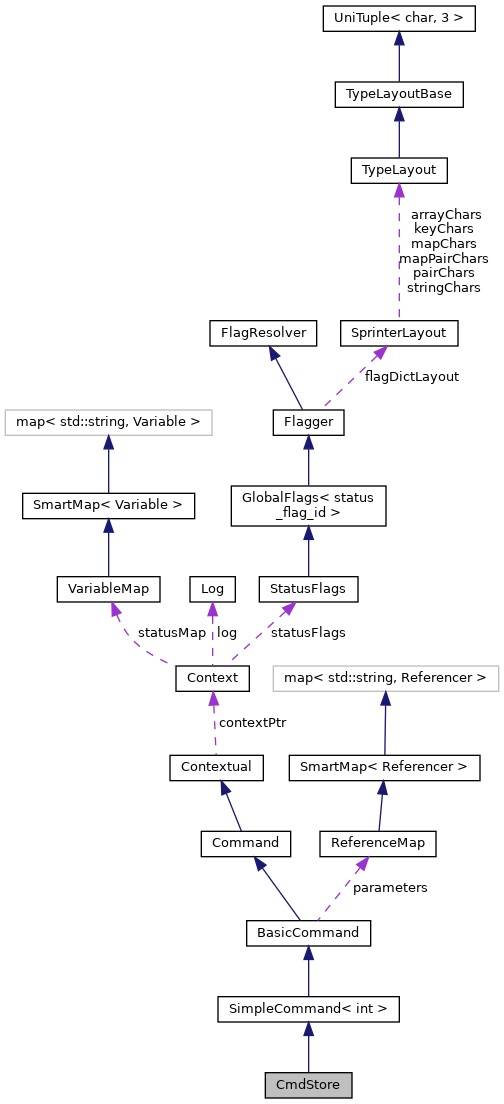 UniTuple< char, 3 >
TypeLayoutBase
TypeLayout
arrayChars
keyChars
mapChars
mapPairChars
pairChars
stringChars
FlagResolver
SprinterLayout
flagDictLayout
Flagger
map< std::string, Variable >
GlobalFlags< status
_flag_id >
SmartMap< Variable >
VariableMap
Log
StatusFlags
statusMap
log
statusFlags
Context
map< std::string, Referencer >
contextPtr
Contextual
SmartMap< Referencer >
Command
ReferenceMap
parameters
BasicCommand
SimpleCommand< int >
CmdStore